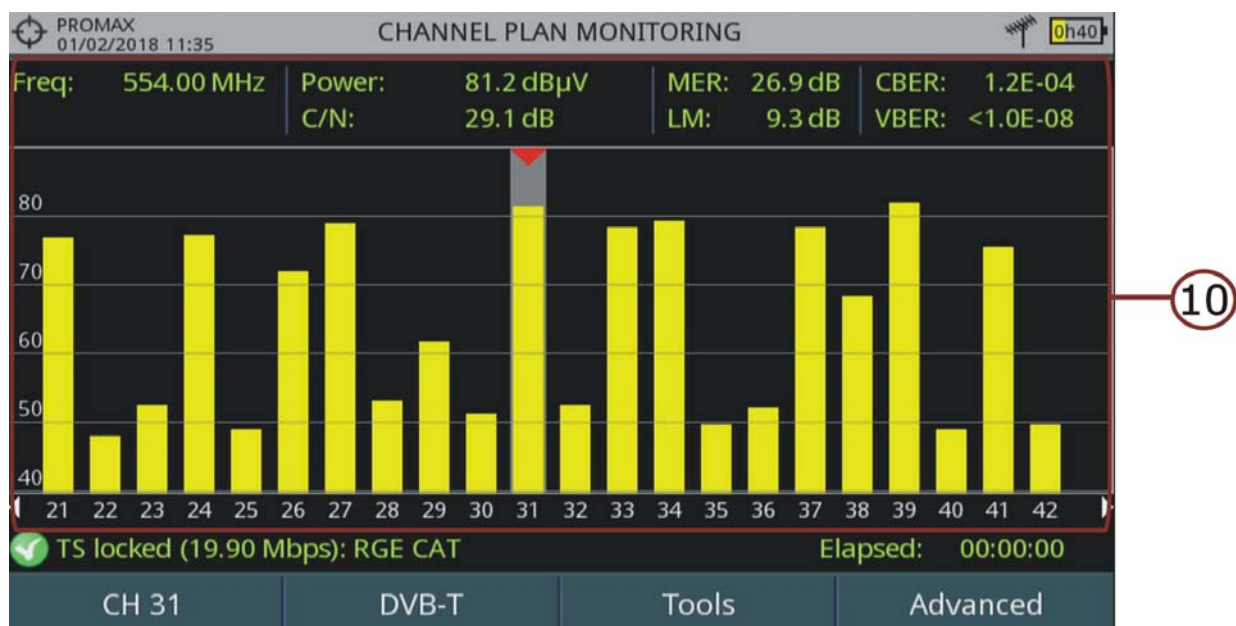 PROMAX
01/02/2018 11:35
CHANNEL PLAN MONITORING
0h40
Freq: 554.00 MHz Power: 81.2 dBµV MER: 26.9 dB CBER: 1.2E-04
C/N: 29.1 dB LM: 9.3 dB VBER: <1.0E-08
80
70
60
50
40
21 22 23 24 25 26 27 28 29 30 31 32 33 34 35 36 37 38 39 40 41 42
10
TS locked (19.90 Mbps): RGE CAT Elapsed: 00:00:00
CH 31 DVB-T Tools Advanced